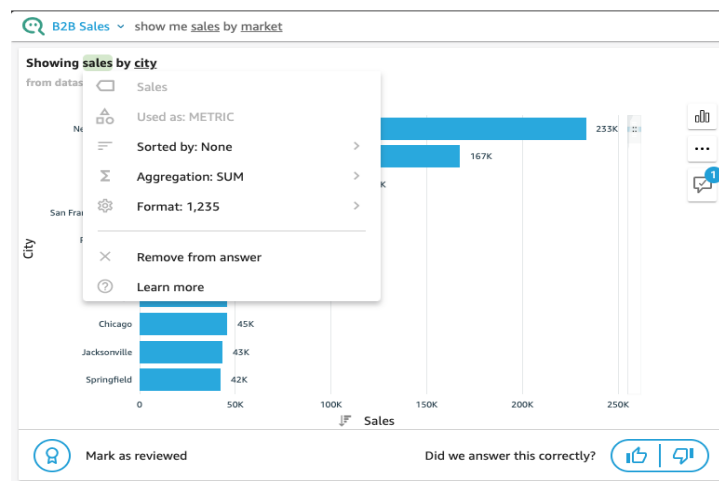 B2B Sales show me sales by market
Showing sales by city
from datas
Sales
Used as: METRIC
Sorted by: None
Aggregation: SUM
Format: 1,235
Remove from answer
Learn more
Ne
233K
167K
K
San Fra
City
Chicago
45K
Jacksonville
43K
Springfield
42K
0 50K 100K 150K 200K 250K
Sales
1
Mark as reviewed
Did we answer this correctly?